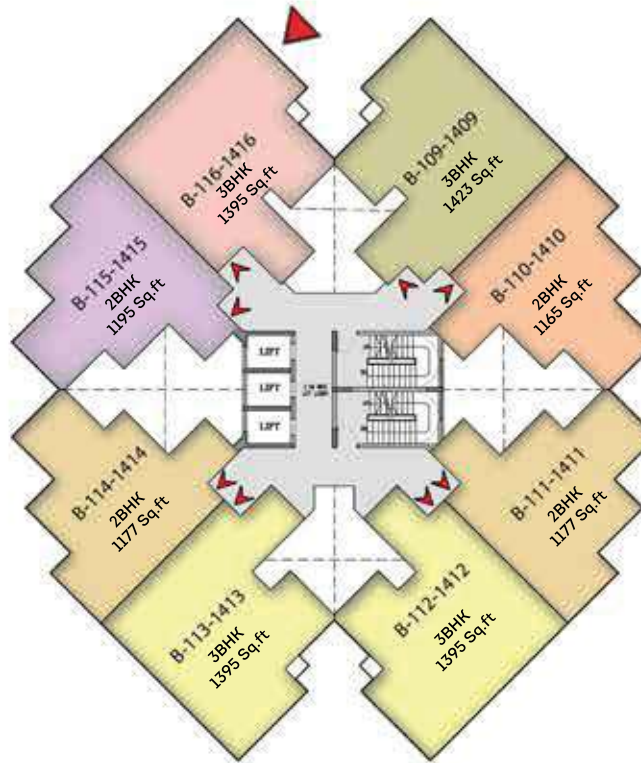 B-116-1416
3BHK
1395 Sq.ft
B-109-1409
3BHK
1423 Sq.ft
B-115-1415
2BHK
1195 Sq.ft
B-110-1410
2BHK
1165 Sq.ft
LIFT
LIFT
LIFT
B-114-1414
2BHK
1177 Sq.ft
B-111-1411
2BHK
1177 Sq.ft
B-113-1413
3BHK
1395 Sq.ft
B-112-1412
3BHK
1395 Sq.ft